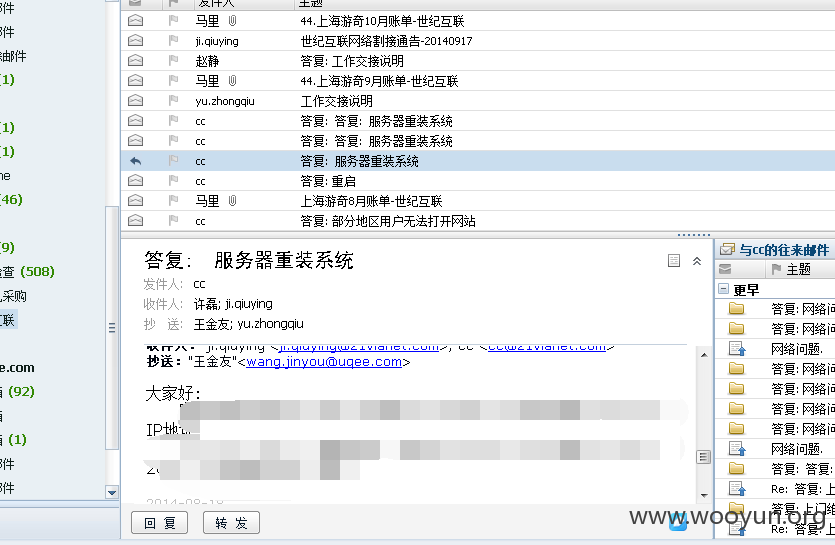 件
发件人 主题
马里 44.上海游奇10月账单-世纪互联
件
ji.qiuying 世纪互联网络割接通告-20140917
邮件
赵静 答复: 工作交接说明
(1)
马里 44.上海游奇9月账单-世纪互联
yu.zhongqiu 工作交接说明
(1)
cc 答复: 答复: 服务器重装系统
cc 答复: 答复: 服务器重装系统
(1)
cc 答复: 服务器重装系统
ne
cc 答复: 重启
(46)
马里 上海游奇8月账单-世纪互联
cc 答复: 部分地区用户无法打开网站
(9)
查 (508)
采购
互联
e.com
(92)
(1)
件
件
答复: 服务器重装系统
发件人: cc
收件人: 许磊; ji.qiuying
抄 送: 王金友; yu.zhongqiu
收件人: ji.qiuying <ji.qiuying@21vianet.com>; cc <cc@21vianet.com>
抄送: "王金友"<wang.jinyou@uqee.com>
大家好:
IP地
2014-08-18
回 复 转 发
与cc的往来邮件
主题
更早
答复: 网络问
答复: 网络问
网络问题.
答复: 网络问
答复: 网络问
答复: 网络问
答复: 网络问
网络问题.
答复: 答复:
Re: 答复: 上
答复: 上门维
Re: 答复: 上
www.wooyun.org